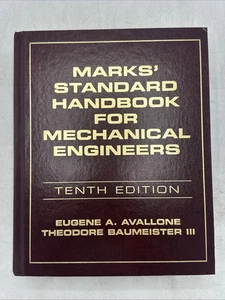 MARKS'
STANDARD
HANDBOOK
FOR
MECHANICAL
ENGINEERS
TENTH EDITION
EUGENE A. AVALLONE
THEODORE BAUMEISTER III